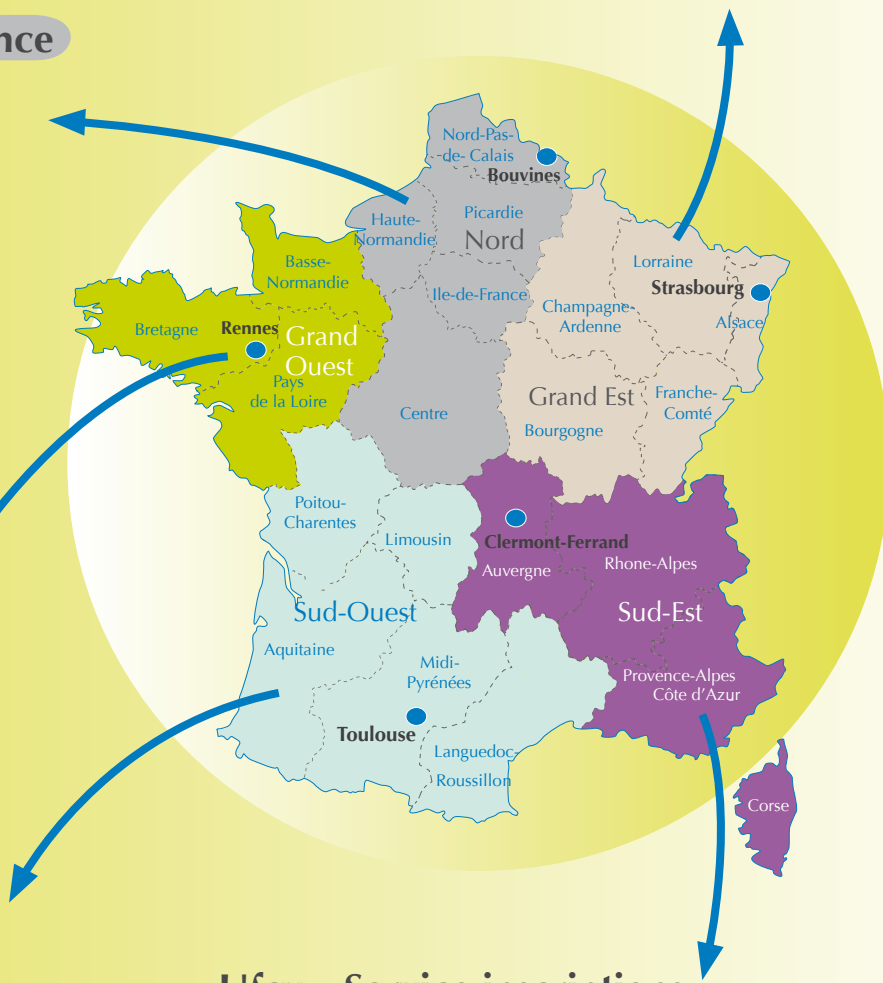 nce
Nord-Pas-
de- Calais
Bouvines
Picardie
Haute-
Normandie
Nord
Basse-
Normandie
Lorraine
Strasbourg
Ile-de-France
Champagne-
Ardenne
Alsace
Bretagne
Rennes
Grand
Ouest
Pays
de la Loire
Grand Est
Franche-
Comté
Centre
Bourgogne
Poitou-
Charentes
Limousin
Clermont-Ferrand
Auvergne
Rhone-Alpes
Sud-Ouest
Sud-Est
Aquitaine
Midi-
Pyrénées
Provence-Alpes
Côte d'Azur
Toulouse
Languedoc-
Roussillon
Corse